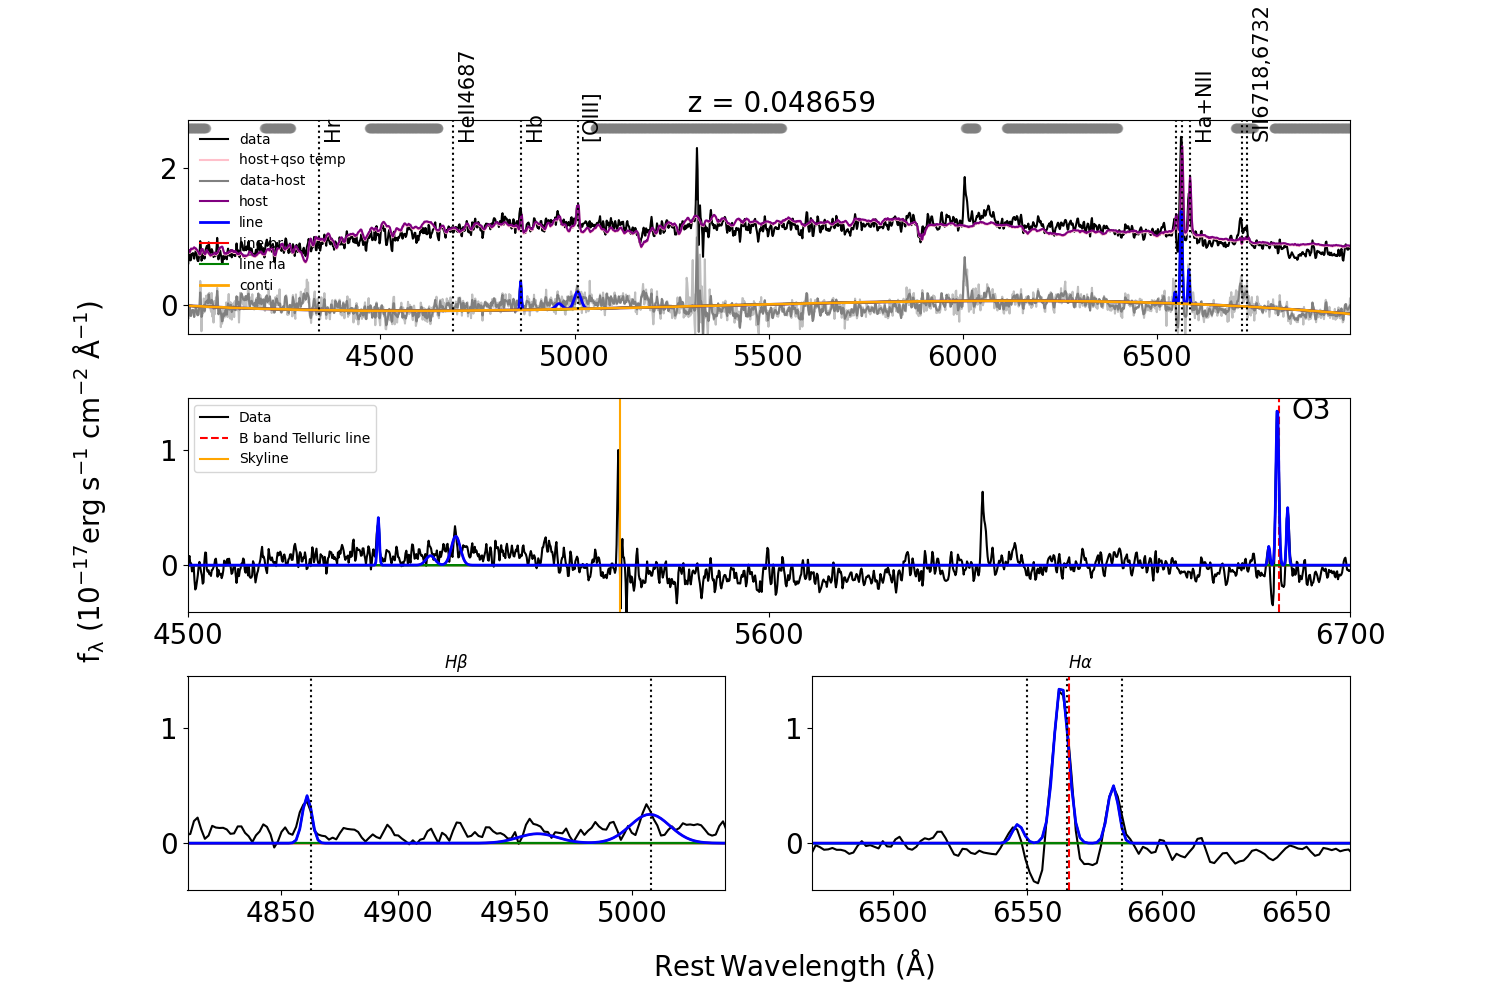 z = 0.048659
Hr
HeII4687
Hb
[OIII]
Ha+NII
SII6718,6732
data
host+qso temp
data-host
host
line
line br
line na
conti
2
0
4500 5000 5500 6000 6500
Data
B band Telluric line
Skyline
O3
1
0
4500 5600 6700
fλ (10⁻¹⁷erg s⁻¹ cm⁻² Å⁻¹)
Hβ
1
0
4850 4900 4950 5000
Hα
1
0
6500 6550 6600 6650
Rest Wavelength (Å)